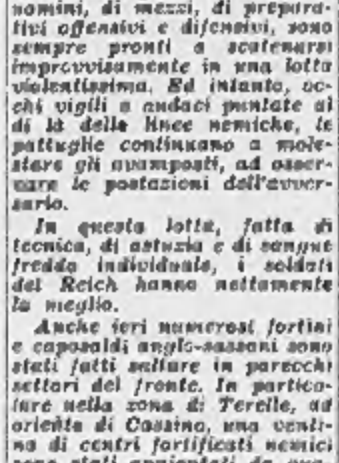 uomini, di mezzi, di prepara-
tivi offensivi e difensivi, sono
sempre pronti a scatenarsi
improvvisamente in una lotta
violentissima. Ed intanto, oc-
chi vigili a audaci puntate al
di là delle linee nemiche, le
pattuglie continuano a mole-
stare gli avamposti, ad osser-
vare le postazioni dell'avver-
sario.
In questa lotta, fatta di
tecnica, di astuzia e di sangue
freddo individuale, i soldati
del Reich hanno nettamente
la meglio.
Anche ieri numerosi fortini
e caposaldi anglo-sassoni sono
stati fatti saltare in parecchi
settori del fronte. In partico-
lare nella zona di Terelle, ad
oriente di Cassino, una venti-
na di centri fortificati nemici
sono stati